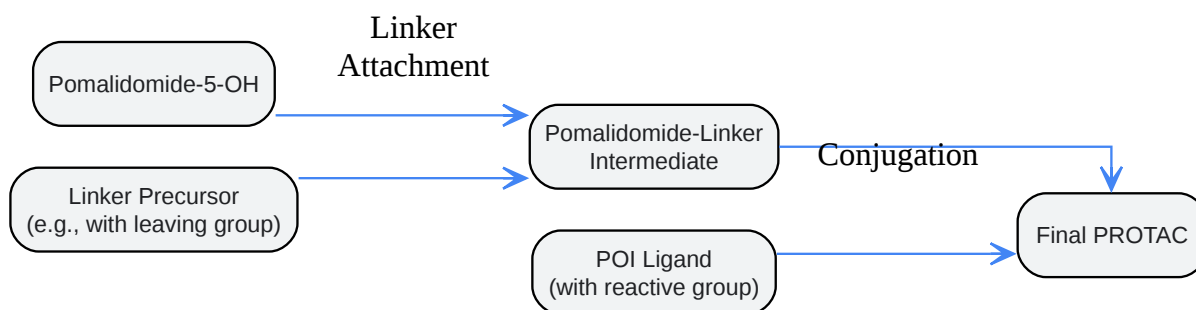 Linker
Attachment
Pomalidomide-5-OH
Pomalidomide-Linker
Intermediate
Conjugation
Linker Precursor
(e.g., with leaving group)
Final PROTAC
POI Ligand
(with reactive group)